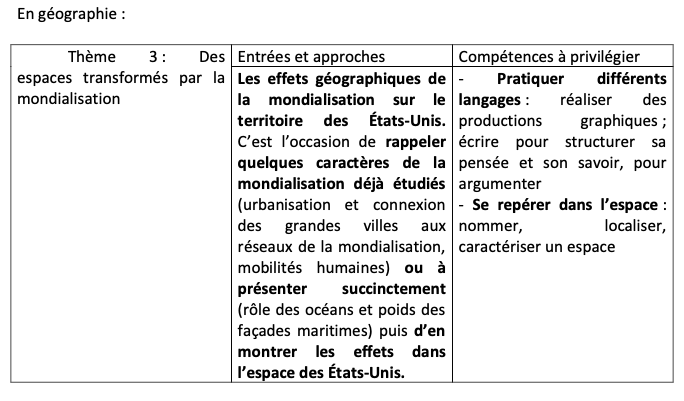 En géographie :
Thème 3 : Des
espaces transformés par la
mondialisation
Entrées et approches
Les effets géographiques de
la mondialisation sur le
territoire des États-Unis.
C’est l’occasion de rappeler
quelques caractères de la
mondialisation déjà étudiés
(urbanisation et connexion
des grandes villes aux
réseaux de la mondialisation,
mobilités humaines) ou à
présenter succinctement
(rôle des océans et poids des
façades maritimes) puis d’en
montrer les effets dans
l’espace des États-Unis.
Compétences à privilégier
- Pratiquer différents
langages : réaliser des
productions graphiques ;
écrire pour structurer sa
pensée et son savoir, pour
argumenter
- Se repérer dans l’espace :
nommer, localiser,
caractériser un espace